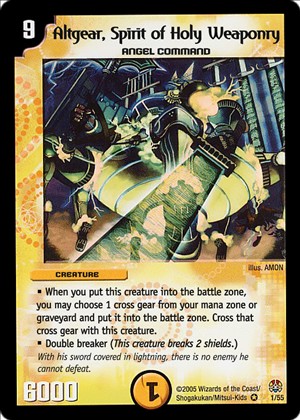 9 Altgear, Spirit of Holy Weaponry
ANGEL COMMAND
illus. AMON
CREATURE
■ When you put this creature into the battle zone,
you may choose 1 cross gear from your mana zone or
graveyard and put it into the battle zone. Cross that
cross gear with this creature.
■ Double breaker (This creature breaks 2 shields.)
With his sword covered in lightning, there is no enemy he
cannot defeat.
6000
1
©2005 Wizards of the Coast/
Shogakukan/Mitsui-Kids
1/55